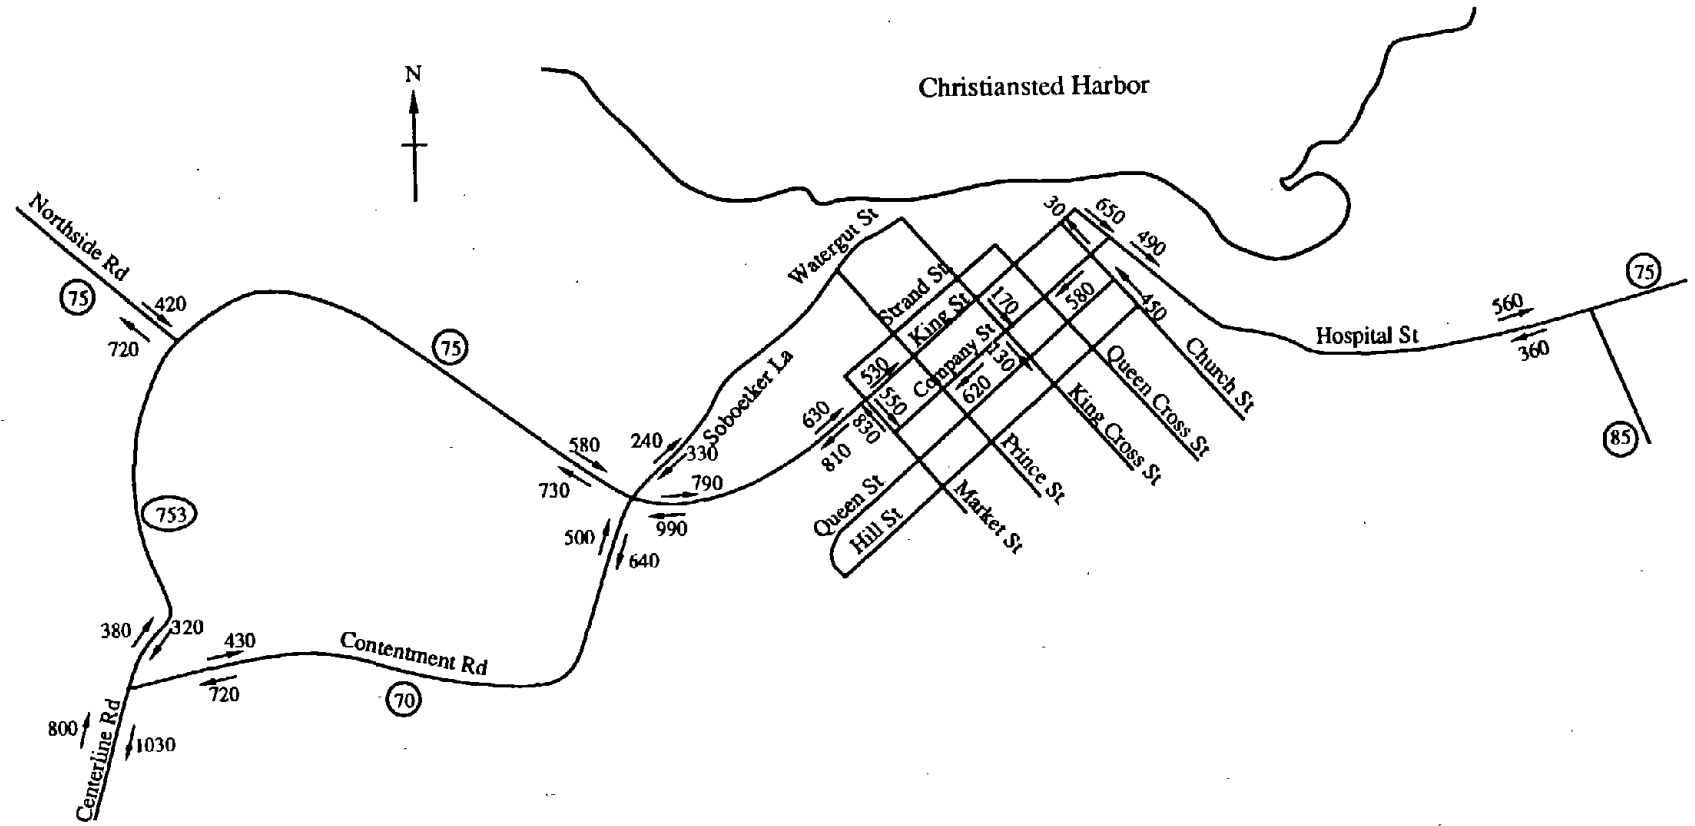 Christiansted Harbor
N
Northside Rd
75
420
720
75
753
380
320
430
720
Contentment Rd
70
800
1030
Centerline Rd
580
730
500
640
240
330
Soboetker La
790
990
630
810
830
550
530
Watergut St
Strand St
King St
Company St
170
130
620
580
30
650
490
450
Queen St
Hill St
Market St
Prince St
King Cross St
Queen Cross St
Church St
Hospital St
560
360
75
85